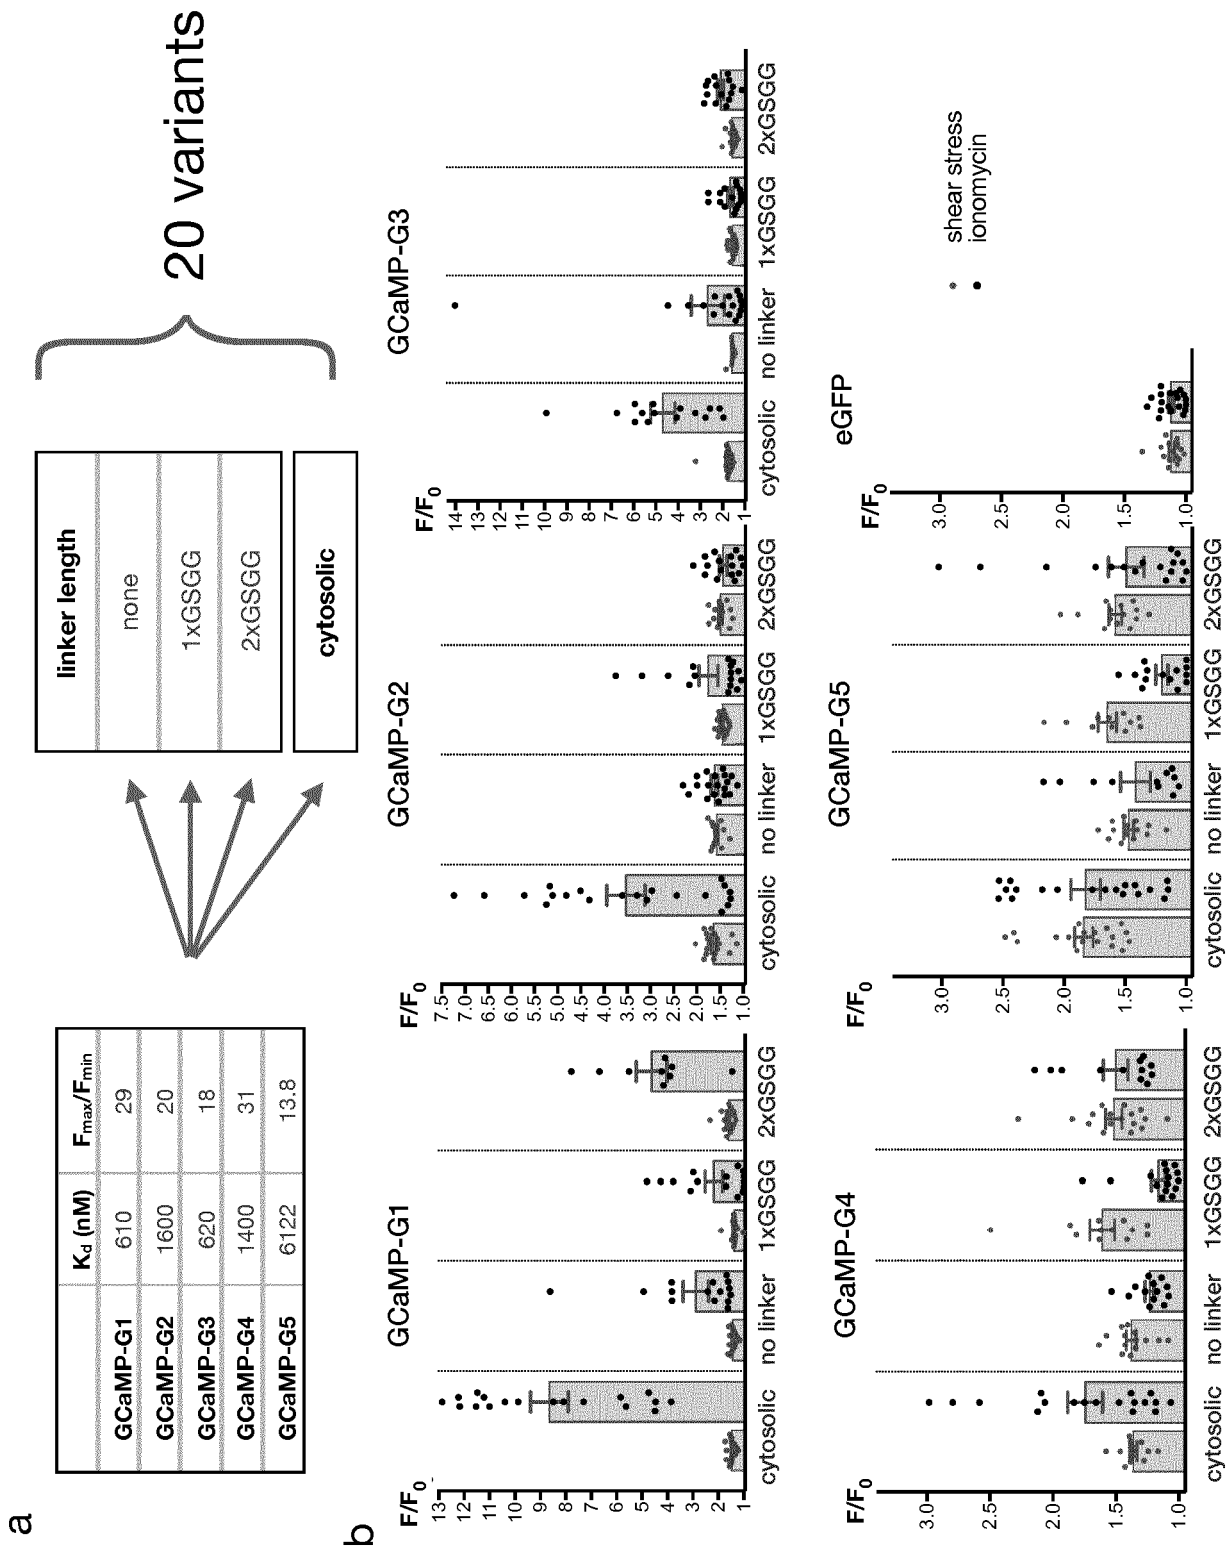 a
K_d (nM) F_max/F_min
GCaMP-G1 610 29
GCaMP-G2 1600 20
GCaMP-G3 620 18
GCaMP-G4 1400 31
GCaMP-G5 6122 13.8
linker length
none
1xGSGG
2xGSGG
cytosolic
20 variants
b
GCaMP-G1
F/F₀
13
12
11
10
9
8
7
6
5
4
3
2
1
cytosolic no linker 1xGSGG 2xGSGG
GCaMP-G2
F/F₀
7.5
7.0
6.5
6.0
5.5
5.0
4.5
4.0
3.5
3.0
2.5
2.0
1.5
1.0
cytosolic no linker 1xGSGG 2xGSGG
GCaMP-G3
F/F₀
14
13
12
11
10
9
8
7
6
5
4
3
2
1
cytosolic no linker 1xGSGG 2xGSGG
GCaMP-G4
F/F₀
3.0
2.5
2.0
1.5
1.0
cytosolic no linker 1xGSGG 2xGSGG
GCaMP-G5
F/F₀
3.0
2.5
2.0
1.5
1.0
cytosolic no linker 1xGSGG 2xGSGG
eGFP
F/F₀
3.0
2.0
1.5
1.0
shear stress
ionomycin